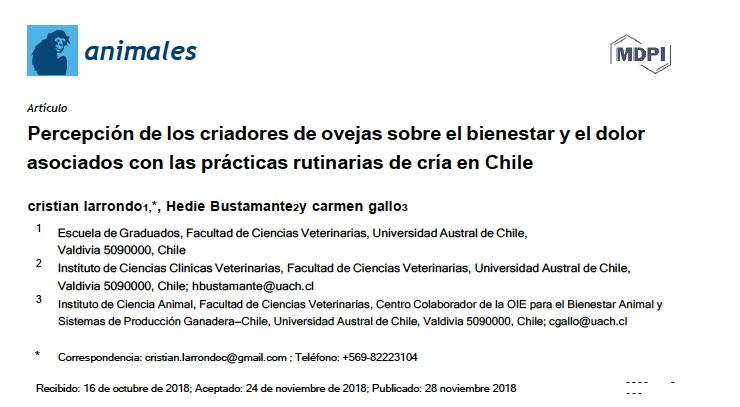 animales
MDPI
Artículo
Percepción de los criadores de ovejas sobre el bienestar y el dolor
asociados con las prácticas rutinarias de cría en Chile
cristian larrondo1,*, Hedie Bustamante2y carmen gallo3
1 Escuela de Graduados, Facultad de Ciencias Veterinarias, Universidad Austral de Chile,
Valdivia 5090000, Chile
2 Instituto de Ciencias Clinicas Veterinarias, Facultad de Ciencias Veterinarias, Universidad Austral de Chile,
Valdivia 5090000, Chile; hbustamante@uach.cl
3 Instituto de Ciencia Animal, Facultad de Ciencias Veterinarias, Centro Colaborador de la OIE para el Bienestar Animal y
Sistemas de Producción Ganadera–Chile, Universidad Austral de Chile, Valdivia 5090000, Chile; cgallo@uach.cl
* Correspondencia: cristian.larrondoc@gmail.com ; Teléfono: +569-82223104
Recibido: 16 de octubre de 2018; Aceptado: 24 de noviembre de 2018; Publicado: 28 noviembre 2018